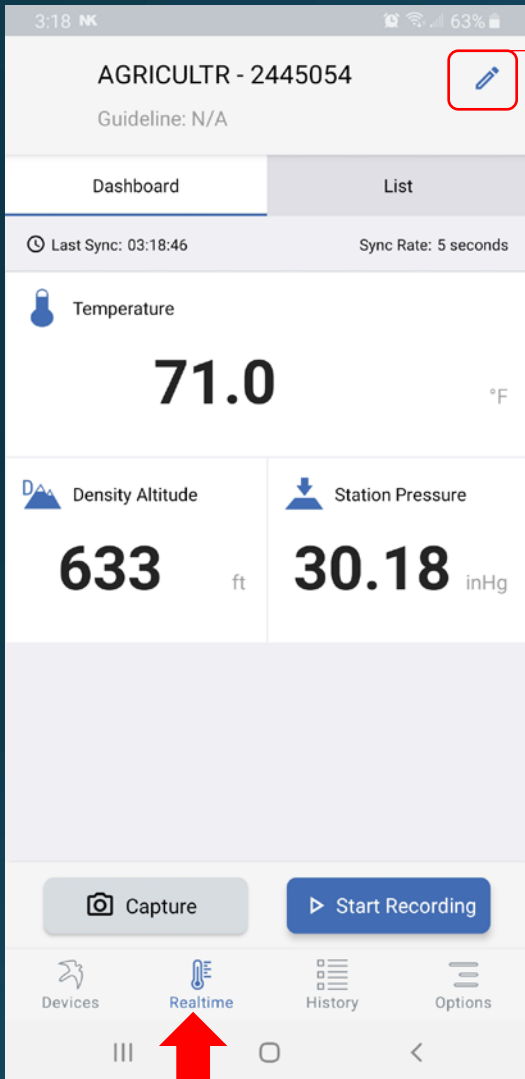 3:18 NK 63%
AGRICULTR - 2445054
Guideline: N/A
Dashboard List
Last Sync: 03:18:46 Sync Rate: 5 seconds
Temperature
71.0 °F
D Density Altitude Station Pressure
633 ft 30.18 inHg
Capture Start Recording
Devices Realtime History Options